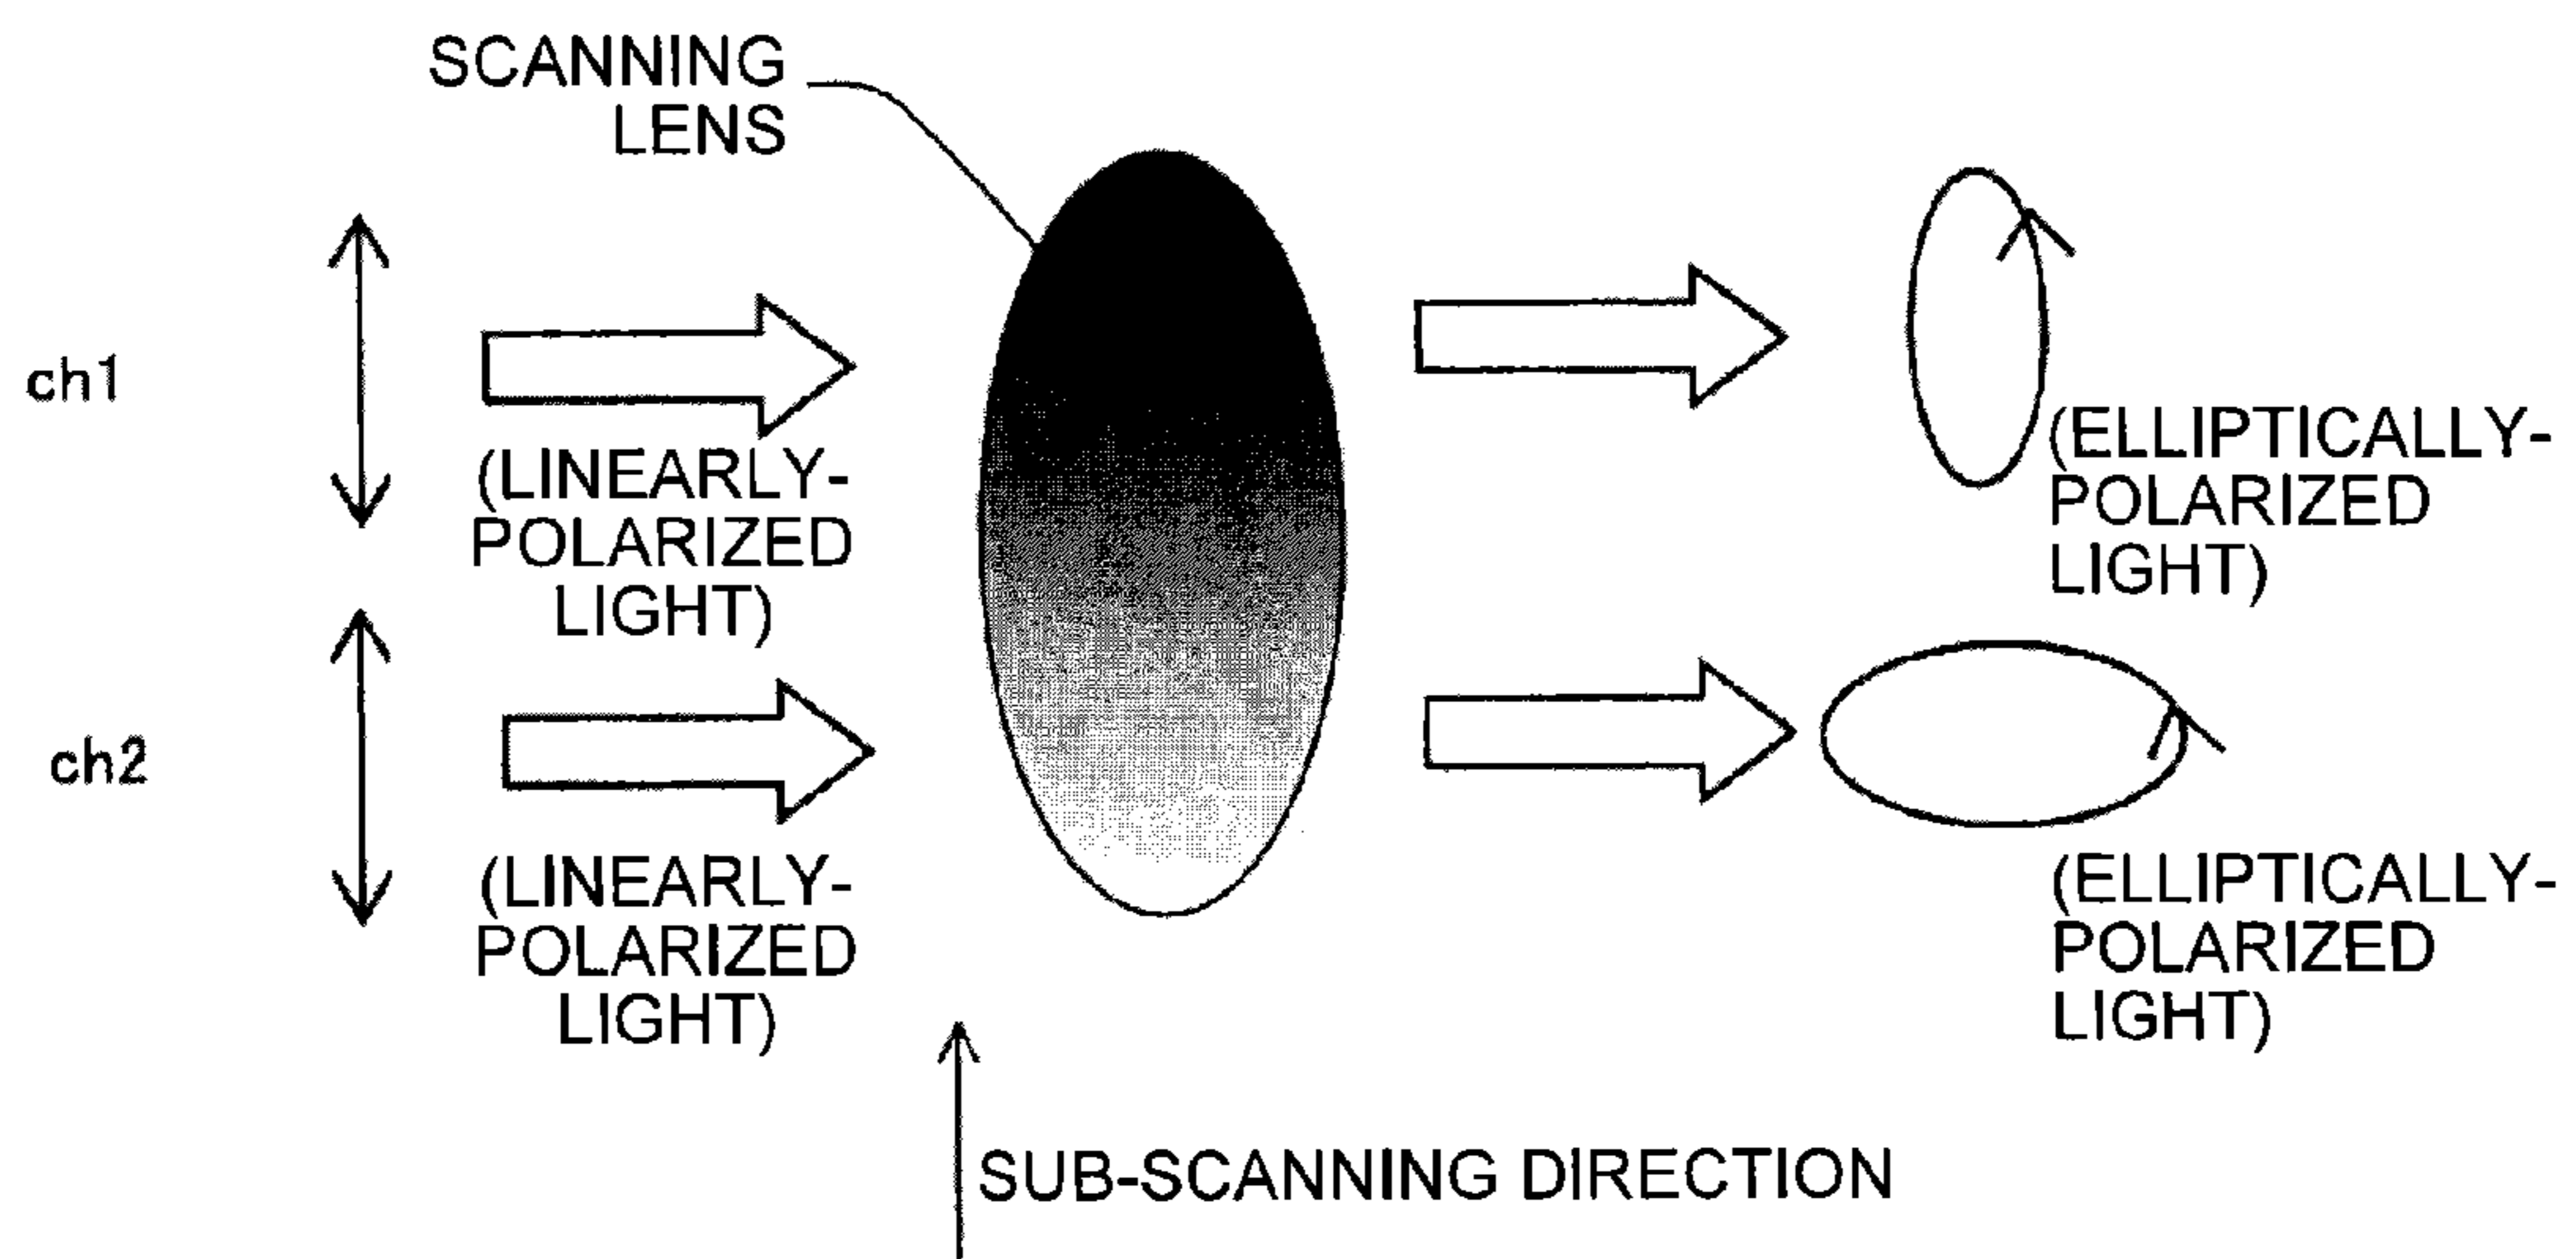 SCANNING
LENS
ch1
(LINEARLY-
POLARIZED
LIGHT)
(ELLIPTICALLY-
POLARIZED
LIGHT)
ch2
(LINEARLY-
POLARIZED
LIGHT)
(ELLIPTICALLY-
POLARIZED
LIGHT)
SUB-SCANNING DIRECTION